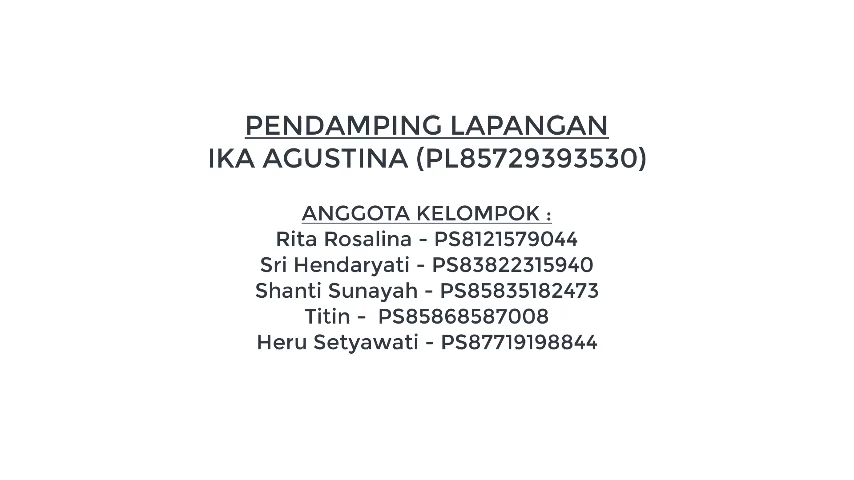 PENDAMPING LAPANGAN
IKA AGUSTINA (PL85729393530)
ANGGOTA KELOMPOK :
Rita Rosalina - PS8121579044
Sri Hendaryati - PS83822315940
Shanti Sunayah - PS85835182473
Titin -  PS85868587008
Heru Setyawati - PS87719198844